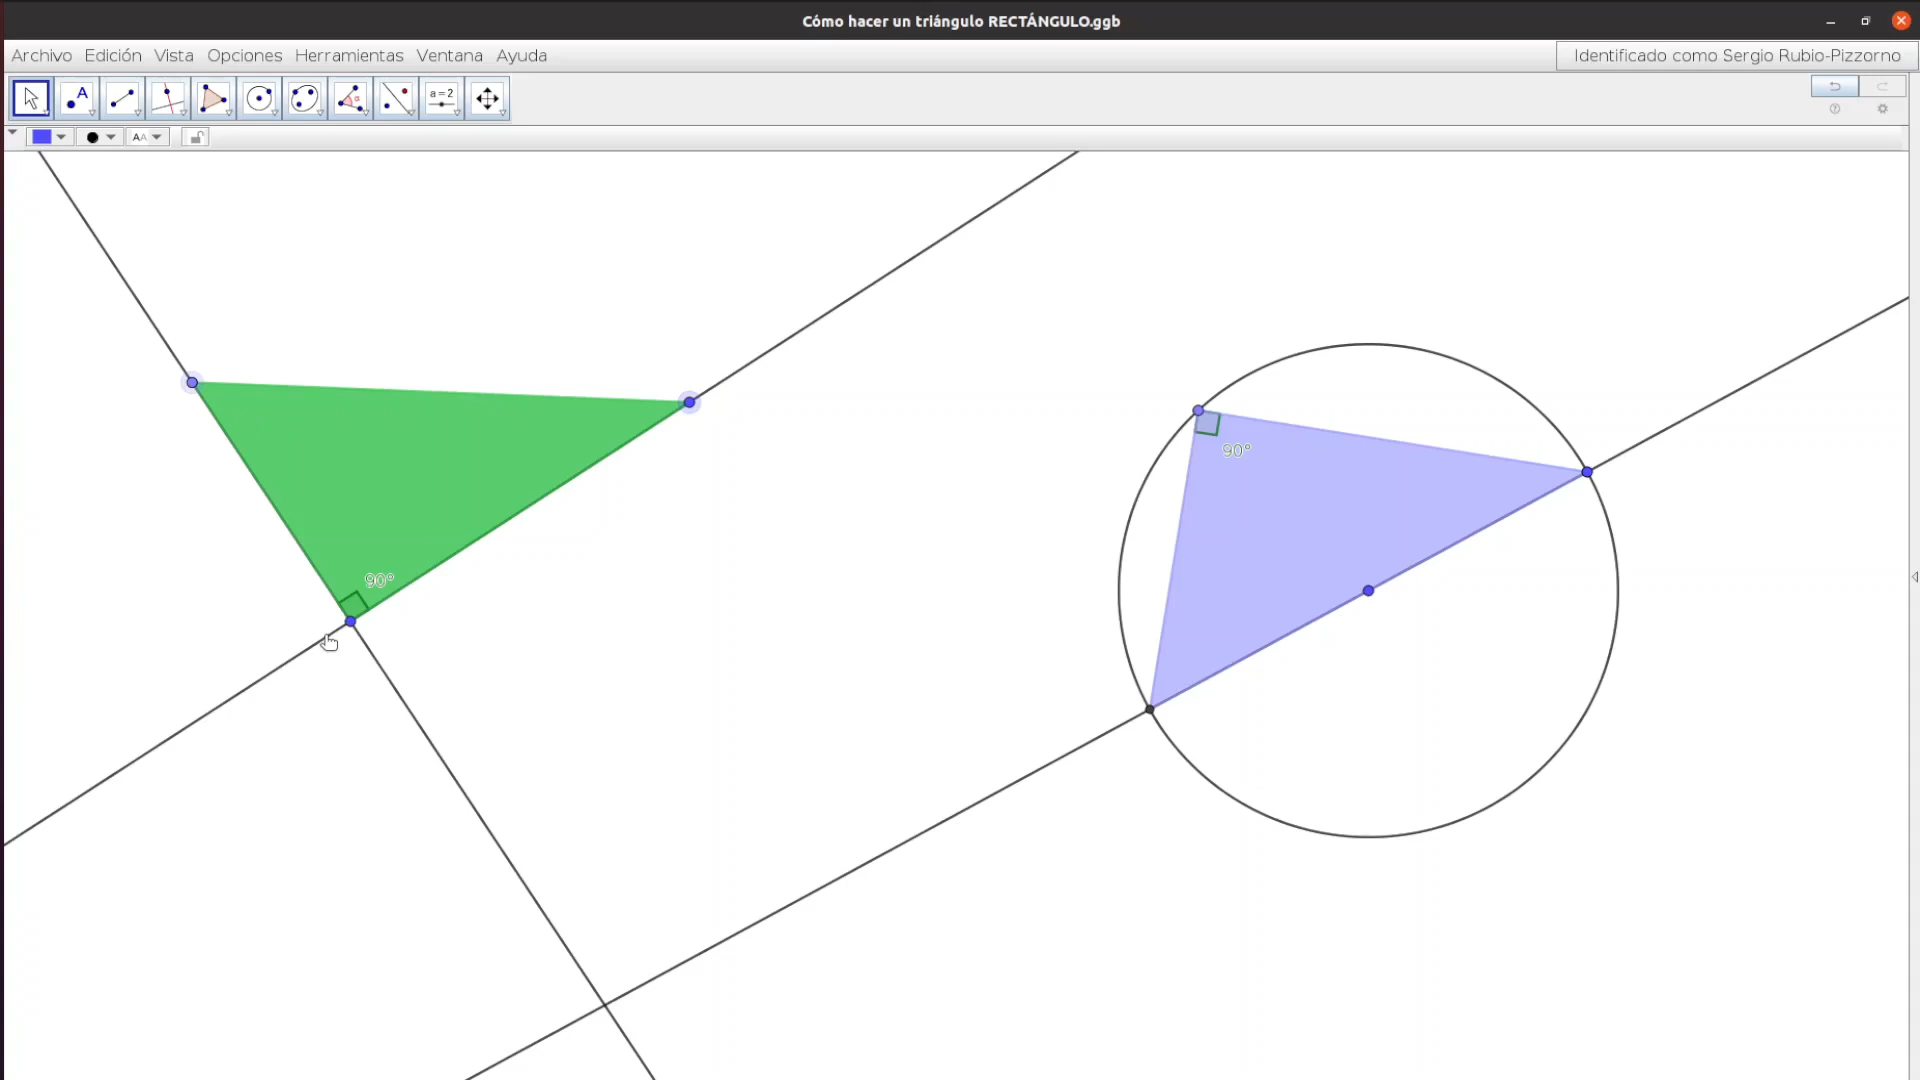 Cómo hacer un triángulo RECTÁNGULO.ggb
Archivo Edición Vista Opciones Herramientas Ventana Ayuda
Identificado como Sergio Rubio-Pizzorno
A
α
a=2
AA
90°
90°